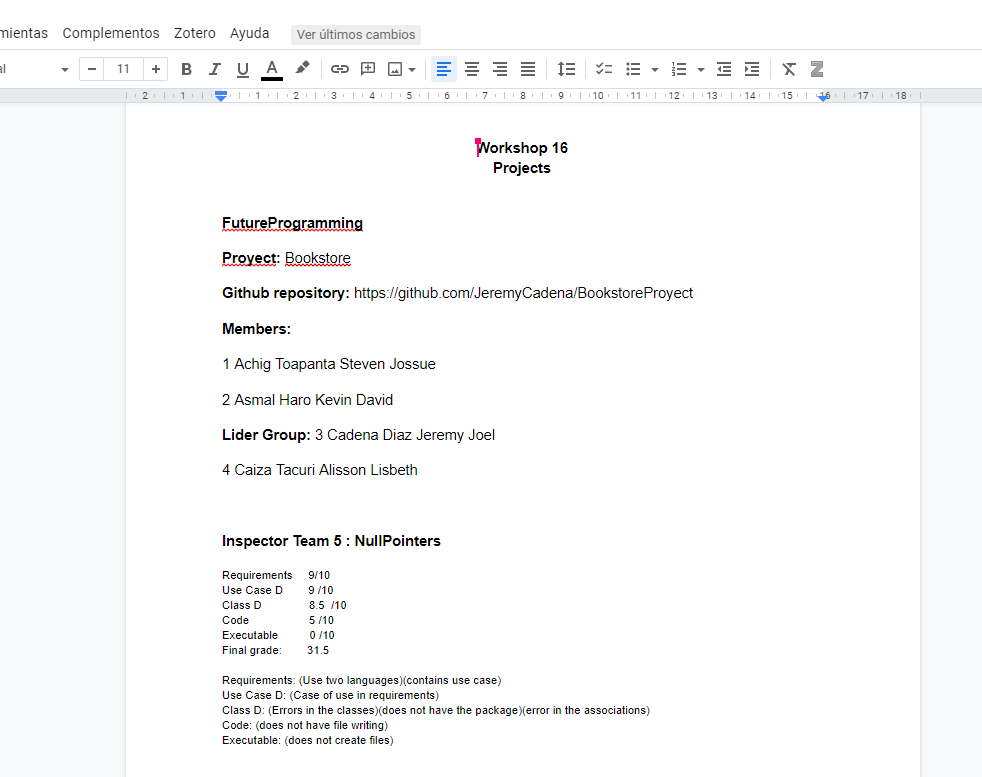 mientas Complementos Zotero Ayuda Ver últimos cambios
al − 11 + B I U A
2 1 1 2 3 4 5 6 7 8 9 10 11 12 13 14 15 16 17 18
Workshop 16
Projects
FutureProgramming
Proyect: Bookstore
Github repository: https://github.com/JeremyCadena/BookstoreProyect
Members:
1 Achig Toapanta Steven Jossue
2 Asmal Haro Kevin David
Lider Group: 3 Cadena Diaz Jeremy Joel
4 Caiza Tacuri Alisson Lisbeth
Inspector Team 5 : NullPointers
Requirements 9/10
Use Case D 9 /10
Class D 8.5 /10
Code 5 /10
Executable 0 /10
Final grade: 31.5
Requirements: (Use two languages)(contains use case)
Use Case D: (Case of use in requirements)
Class D: (Errors in the classes)(does not have the package)(error in the associations)
Code: (does not have file writing)
Executable: (does not create files)